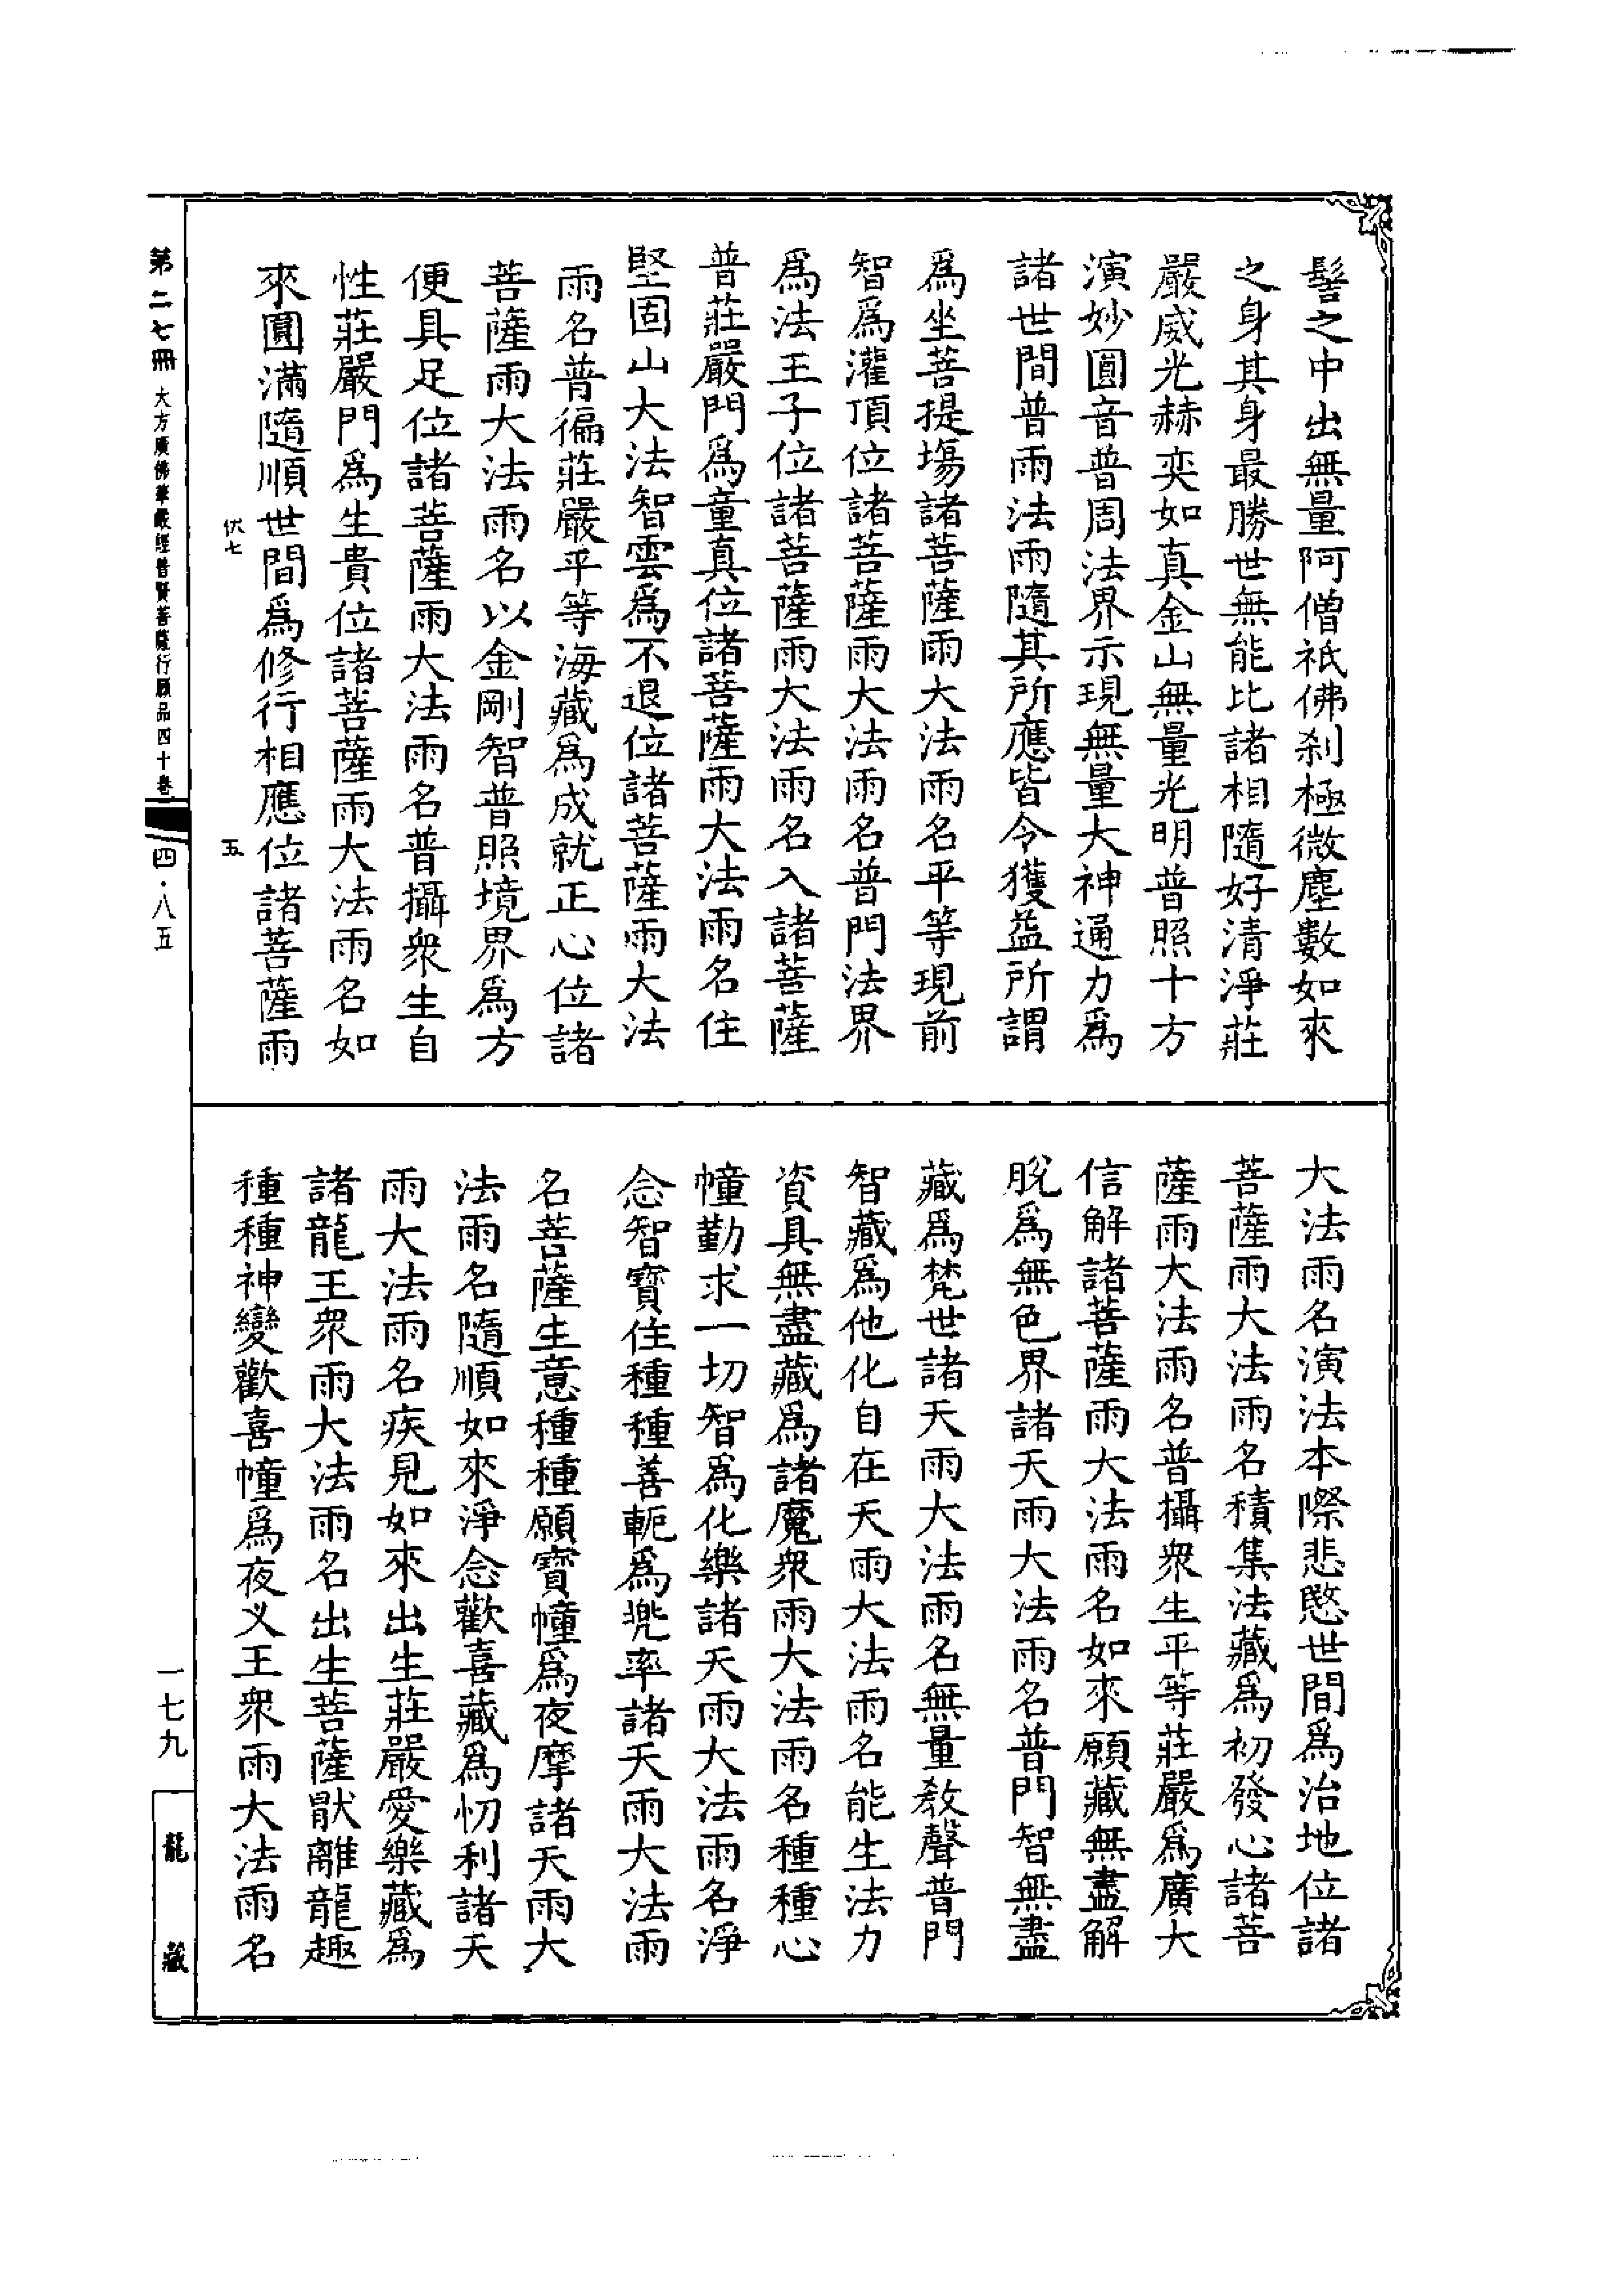 髻之中出無量阿僧祇佛刹極微塵數如來
之身其身最勝世無能比諸相隨好清淨莊
嚴威光赫奕如真金山無量光明普照十方
演妙圓音普周法界示現無量大神通力爲
諸世間普雨法雨隨其所應皆令獲益所謂
爲坐菩提場諸菩薩雨大法雨名平等現前
智爲灌頂位諸菩薩雨大法雨名普門法界
爲法王子位諸菩薩雨大法雨名入諸菩薩
普莊嚴門爲童真位諸菩薩雨大法雨名住
堅固山大法智雲爲不退位諸菩薩雨大法
雨名普徧莊嚴平等海藏爲成就正心位諸
菩薩雨大法雨名以金剛智普照境界爲方
便具足位諸菩薩雨大法雨名普攝衆生自
性莊嚴門爲生貴位諸菩薩雨大法雨名如
來圓滿隨順世間爲修行相應位諸菩薩雨
伏七
五
大法雨名演法本際悲愍世間爲治地位諸
菩薩雨大法雨名積集法藏爲初發心諸菩
薩雨大法雨名普攝衆生平等莊嚴爲廣大
信解諸菩薩雨大法雨名如來願藏無盡解
脫爲無色界諸天雨大法雨名普門智無盡
藏爲梵世諸天雨大法雨名無量教聲普門
智藏爲他化自在天雨大法雨名能生法力
資具無盡藏爲諸魔衆雨大法雨名種種心
幢勤求一切智爲化樂諸天雨大法雨名淨
念智寶住種種善軛爲兜率諸天雨大法雨
名菩薩生意種種願寶幢爲夜摩諸天雨大
法雨名隨順如來淨念歡喜藏爲忉利諸天
雨大法雨名疾見如來出生莊嚴愛樂藏爲
諸龍王衆雨大法雨名出生菩薩猒離龍趣
種種神變歡喜幢爲夜义王衆雨大法雨名
第二七冊
大方廣佛華嚴經普賢菩薩行願品四十卷
四·八五
一七九
龍藏